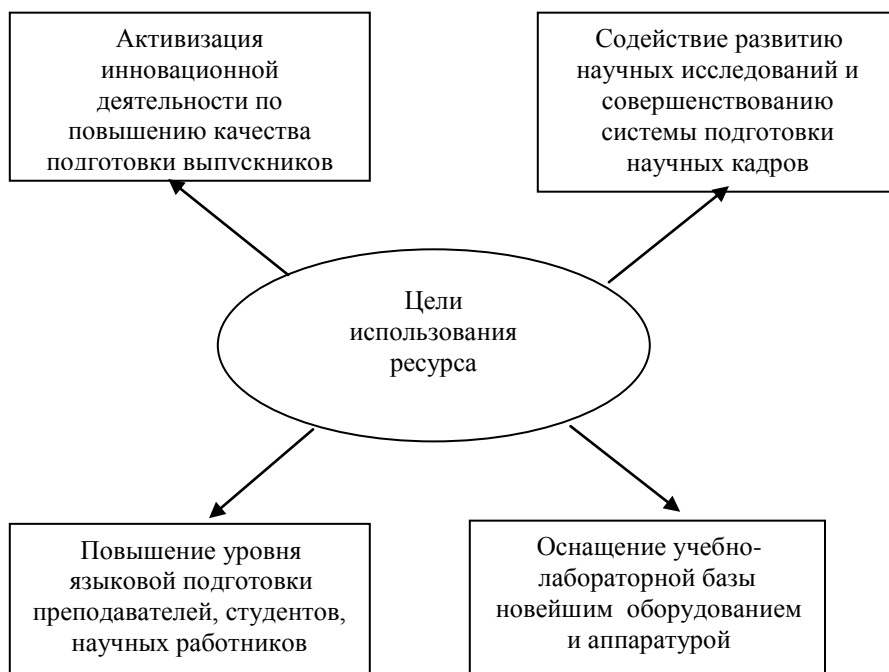 Активизация
инновационной
деятельности по
повышению качества
подготовки выпускников
Содействие развитию
научных исследований и
совершенствованию
системы подготовки
научных кадров
Цели
использования
ресурса
Повышение уровня
языковой подготовки
преподавателей, студентов,
научных работников
Оснащение учебно-
лабораторной базы
новейшим оборудованием
и аппаратурой